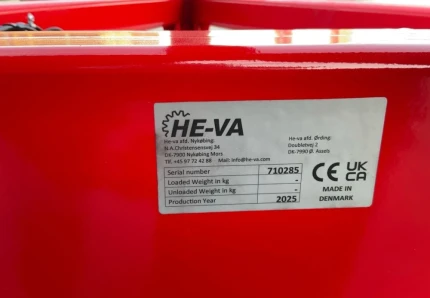 HE-VA
He-va afd. Nykøbing:
N.A.Christensensvej 34
DK-7900 Nykøbing Mors
Tlf. +45 97 72 42 88 Mail: info@he-va.com
He-va afd. Ørding:
Doubletvej 2
DK-7990 Ø. Assels
Serial number 710285
Loaded Weight in kg -
Unloaded Weight in kg -
Production Year 2025
CE UK
CA
MADE IN
DENMARK